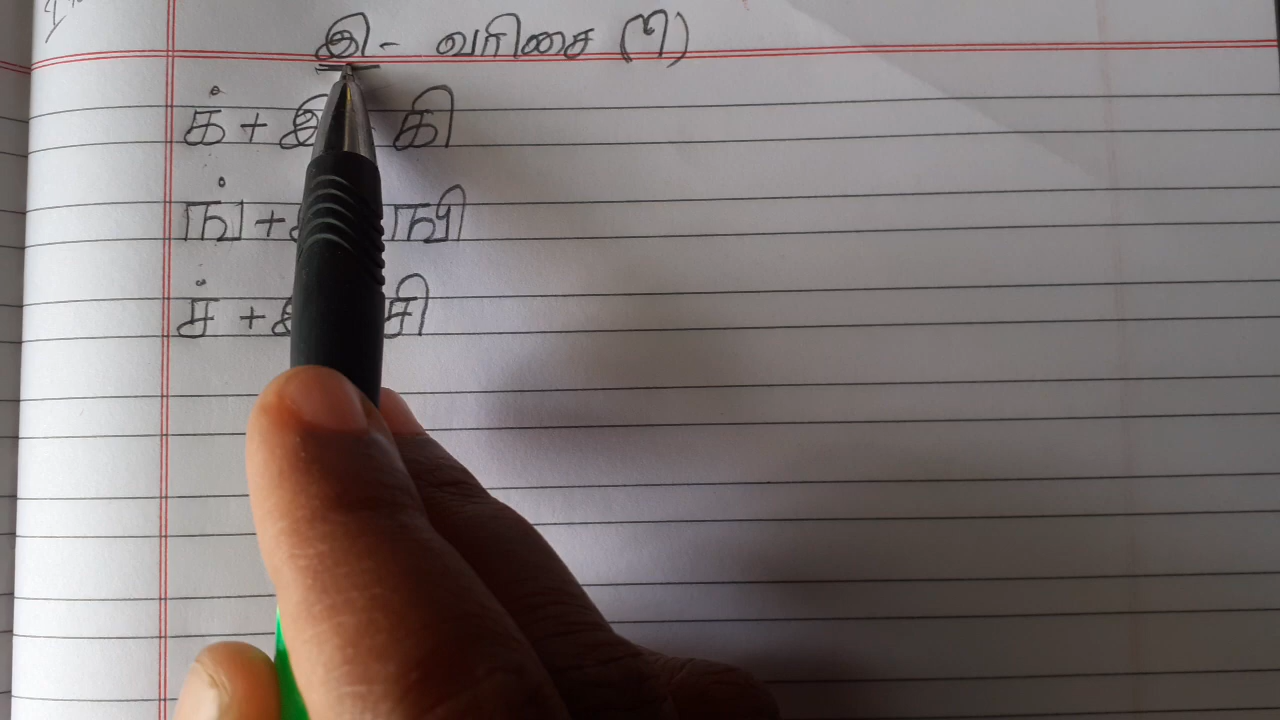 இ - வரிசை (ி)
க் + இ கி
ங் + ஙி
ச் + சி